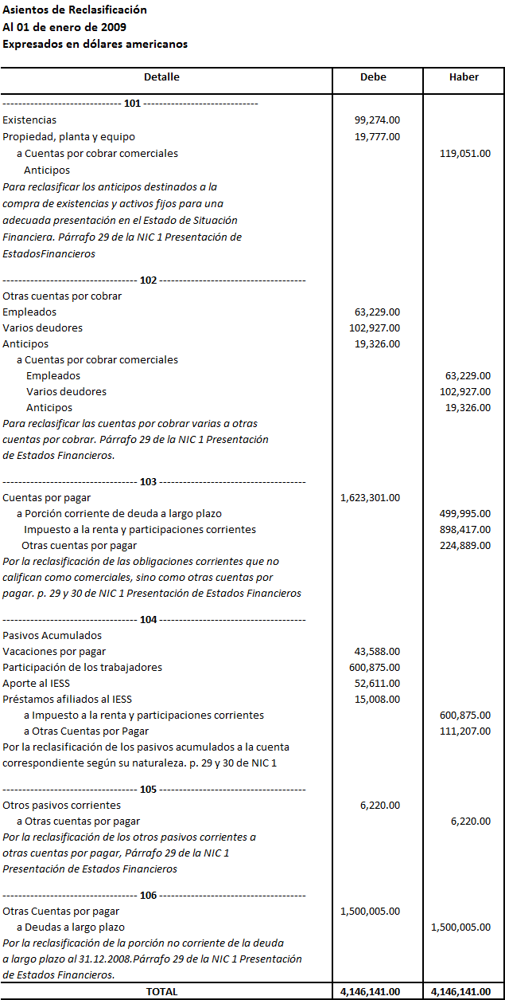 Asientos de Reclasificación
Al 01 de enero de 2009
Expresados en dólares americanos
Detalle Debe Haber
------------------------------ 101 -----------------------------
Existencias 99,274.00
Propiedad, planta y equipo 19,777.00
a Cuentas por cobrar comerciales 119,051.00
Anticipos
Para reclasificar los anticipos destinados a la
compra de existencias y activos fijos para una
adecuada presentación en el Estado de Situación
Financiera. Párrafo 29 de la NIC 1 Presentación de
EstadosFinancieros
---------------------------------- 102 -------------------------------------
Otras cuentas por cobrar
Empleados 63,229.00
Varios deudores 102,927.00
Anticipos 19,326.00
a Cuentas por cobrar comerciales
Empleados 63,229.00
Varios deudores 102,927.00
Anticipos 19,326.00
Para reclasificar las cuentas por cobrar varias a otras
cuentas por cobrar. Párrafo 29 de la NIC 1 Presentación
de Estados Financieros.
---------------------------------- 103 -------------------------------------
Cuentas por pagar 1,623,301.00
a Porción corriente de deuda a largo plazo 499,995.00
Impuesto a la renta y participaciones corrientes 898,417.00
Otras cuentas por pagar 224,889.00
Por la reclasificación de las obligaciones corrientes que no
califican como comerciales, sino como otras cuentas por
pagar. p. 29 y 30 de NIC 1 Presentación de Estados Financieros
---------------------------------- 104 -------------------------------------
Pasivos Acumulados
Vacaciones por pagar 43,588.00
Participación de los trabajadores 600,875.00
Aporte al IESS 52,611.00
Préstamos afiliados al IESS 15,008.00
a Impuesto a la renta y participaciones corrientes 600,875.00
a Otras Cuentas por Pagar 111,207.00
Por la reclasificación de los pasivos acumulados a la cuenta
correspondiente según su naturaleza. p. 29 y 30 de NIC 1
---------------------------------- 105 -------------------------------------
Otros pasivos corrientes 6,220.00
a Otras cuentas por pagar 6,220.00
Por la reclasificación de los otros pasivos corrientes a
otras cuentas por pagar, Párrafo 29 de la NIC 1
Presentación de Estados Financieros
---------------------------------- 106 -------------------------------------
Otras Cuentas por pagar 1,500,005.00
a Deudas a largo plazo 1,500,005.00
Por la reclasificación de la porción no corriente de la deuda
a largo plazo al 31.12.2008.Párrafo 29 de la NIC 1 Presentación
de Estados Financieros.
TOTAL 4,146,141.00 4,146,141.00